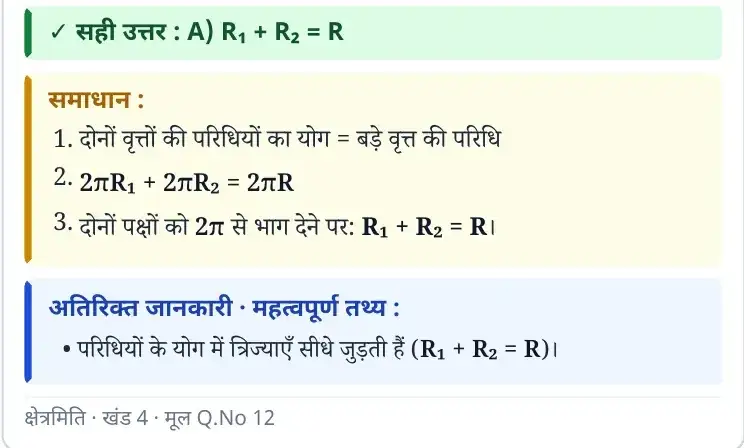 ✓ सही उत्तर : A) R₁ + R₂ = R
समाधान :
1. दोनों वृत्तों की परिधियों का योग = बड़े वृत्त की परिधि
2. 2πR₁ + 2πR₂ = 2πR
3. दोनों पक्षों को 2π से भाग देने पर: R₁ + R₂ = R।
अतिरिक्त जानकारी · महत्वपूर्ण तथ्य :
• परिधियों के योग में त्रिज्याएँ सीधे जुड़ती हैं (R₁ + R₂ = R)।
क्षेत्रमिति · खंड 4 · मूल Q.No 12